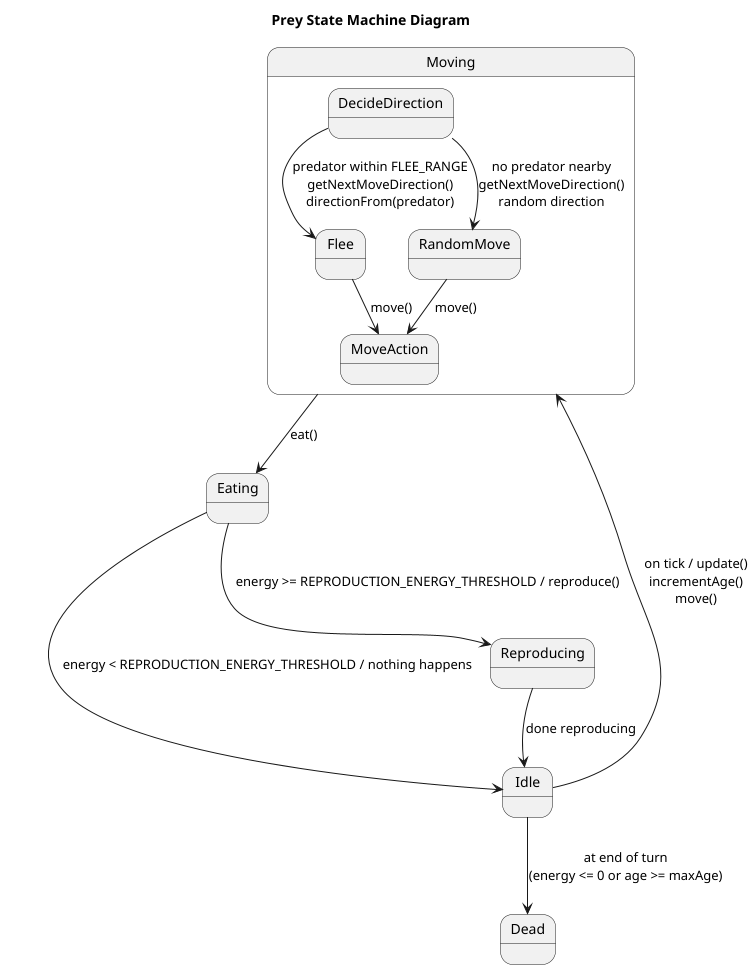 Prey State Machine Diagram
Moving
DecideDirection
predator within FLEE_RANGE
getNextMoveDirection()
directionFrom(predator)
no predator nearby
getNextMoveDirection()
random direction
Flee
RandomMove
move()
move()
MoveAction
eat()
Eating
on tick / update()
incrementAge()
move()
energy >= REPRODUCTION_ENERGY_THRESHOLD / reproduce()
Reproducing
energy < REPRODUCTION_ENERGY_THRESHOLD / nothing happens
done reproducing
Idle
at end of turn
(energy <= 0 or age >= maxAge)
Dead